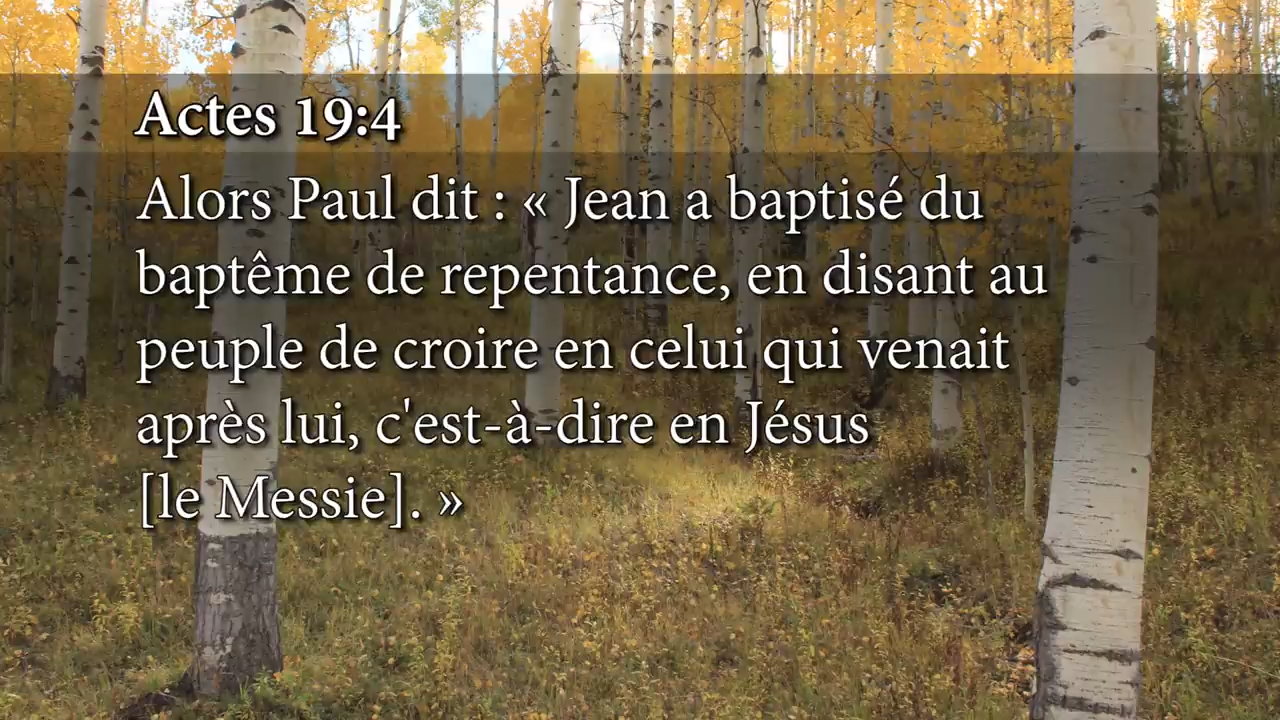 Actes 19:4
Alors Paul dit : « Jean a baptisé du
baptême de repentance, en disant au
peuple de croire en celui qui venait
après lui, c'est-à-dire en Jésus
[le Messie]. »